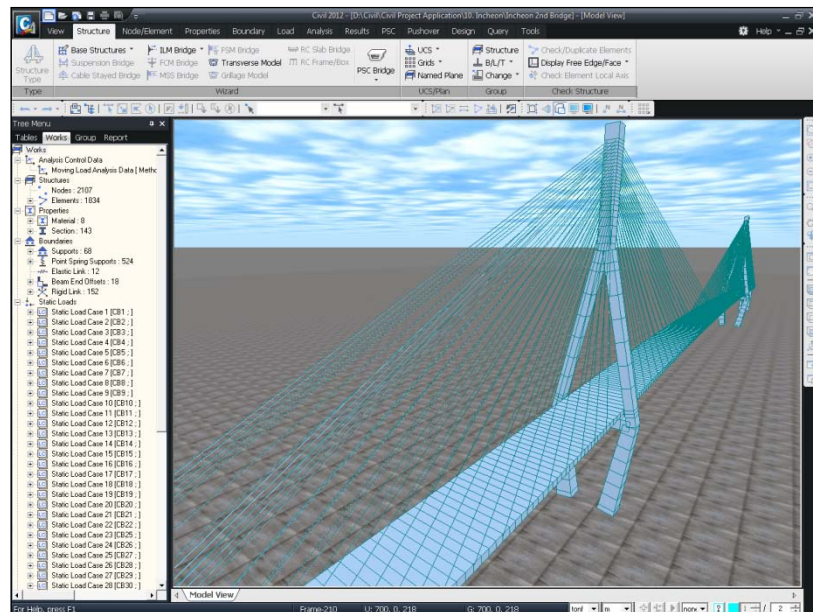 Civil 2012 - [D:\Civil\Civil Project Application\10. Incheon\Incheon 2nd Bridge] - [Model View]
View Structure Node/Element Properties Boundary Load Analysis Results PSC Pushover Design Query Tools Help
Structure Type
Base Structures
Suspension Bridge
Cable Stayed Bridge
ILM Bridge
FCM Bridge
MSS Bridge
FSM Bridge
Transverse Model
Grillage Model
RC Slab Bridge
RC Frame/Box
PSC Bridge
UCS
Grids
Named Plane
Structure
B/L/T
Change
Check/Duplicate Elements
Display Free Edge/Face
Check Element Local Axis
Type Wizard UCS/Plan Group Check Structure
Tree Menu
Tables Works Group Report
Works
Analysis Control Data
Moving Load Analysis Data [ Metho
Structures
Nodes : 2107
Elements : 1834
Properties
Material : 8
Section : 143
Boundaries
Supports : 68
Point Spring Supports : 524
Elastic Link : 12
Beam End Offsets : 18
Rigid Link : 152
Static Loads
Static Load Case 1 [CB1 ; ]
Static Load Case 2 [CB2 ; ]
Static Load Case 3 [CB3 ; ]
Static Load Case 4 [CB4 ; ]
Static Load Case 5 [CB5 ; ]
Static Load Case 6 [CB6 ; ]
Static Load Case 7 [CB7 ; ]
Static Load Case 8 [CB8 ; ]
Static Load Case 9 [CB9 ; ]
Static Load Case 10 [CB10 ; ]
Static Load Case 11 [CB11 ; ]
Static Load Case 12 [CB12 ; ]
Static Load Case 13 [CB13 ; ]
Static Load Case 14 [CB14 ; ]
Static Load Case 15 [CB15 ; ]
Static Load Case 16 [CB16 ; ]
Static Load Case 17 [CB17 ; ]
Static Load Case 18 [CB18 ; ]
Static Load Case 19 [CB19 ; ]
Static Load Case 20 [CB20 ; ]
Static Load Case 21 [CB21 ; ]
Static Load Case 22 [CB22 ; ]
Static Load Case 23 [CB25 ; ]
Static Load Case 24 [CB26 ; ]
Static Load Case 25 [CB27 ; ]
Static Load Case 26 [CB28 ; ]
Static Load Case 27 [CB29 ; ]
Static Load Case 28 [CB30 ; ]
Model View
For Help, press F1 Frame-210 U: 700, 0, 218 G: 700, 0, 218 tonf m 1 / 2